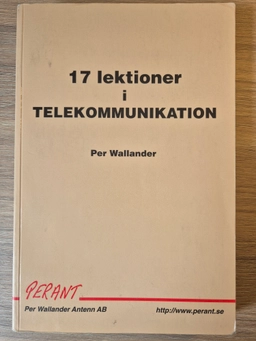 17 lektioner
i
TELEKOMMUNIKATION
Per Wallander
PERANT
Per Wallander Antenn AB
http://www.perant.se